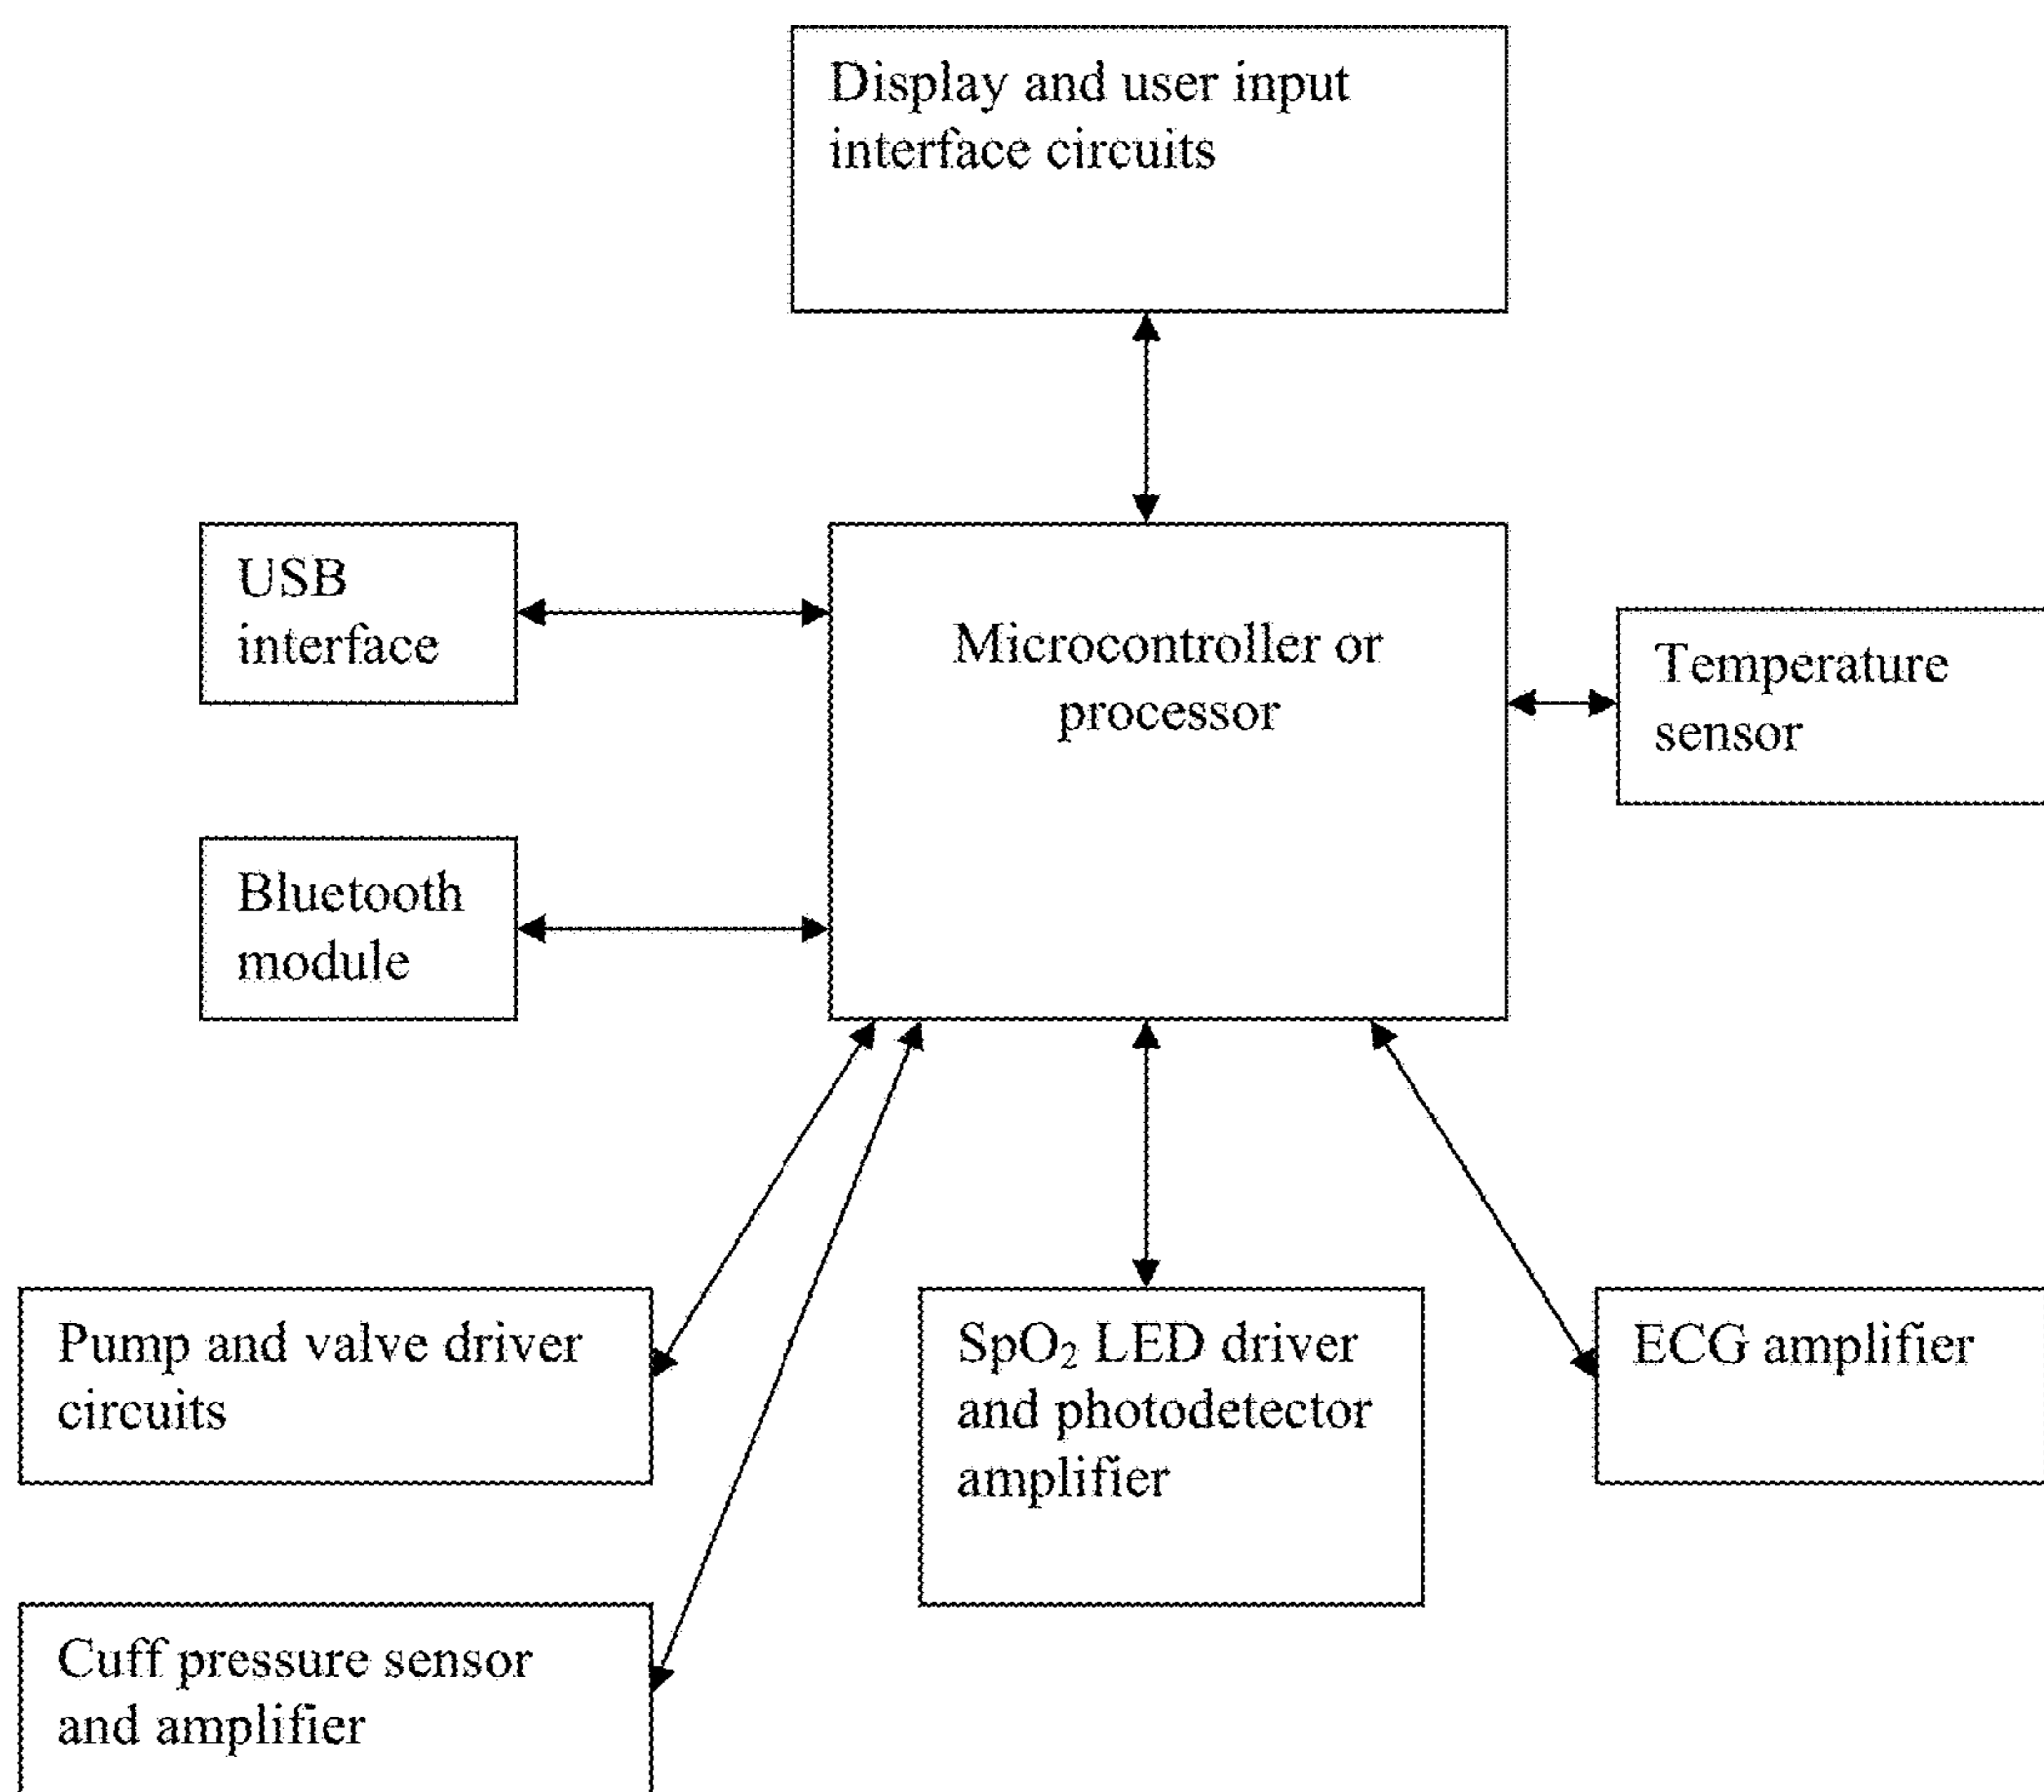 Display and user input
interface circuits
USB
interface
Microcontroller or
processor
Temperature
sensor
Bluetooth
module
Pump and valve driver
circuits
SpO₂ LED driver
and photodetector
amplifier
ECG amplifier
Cuff pressure sensor
and amplifier